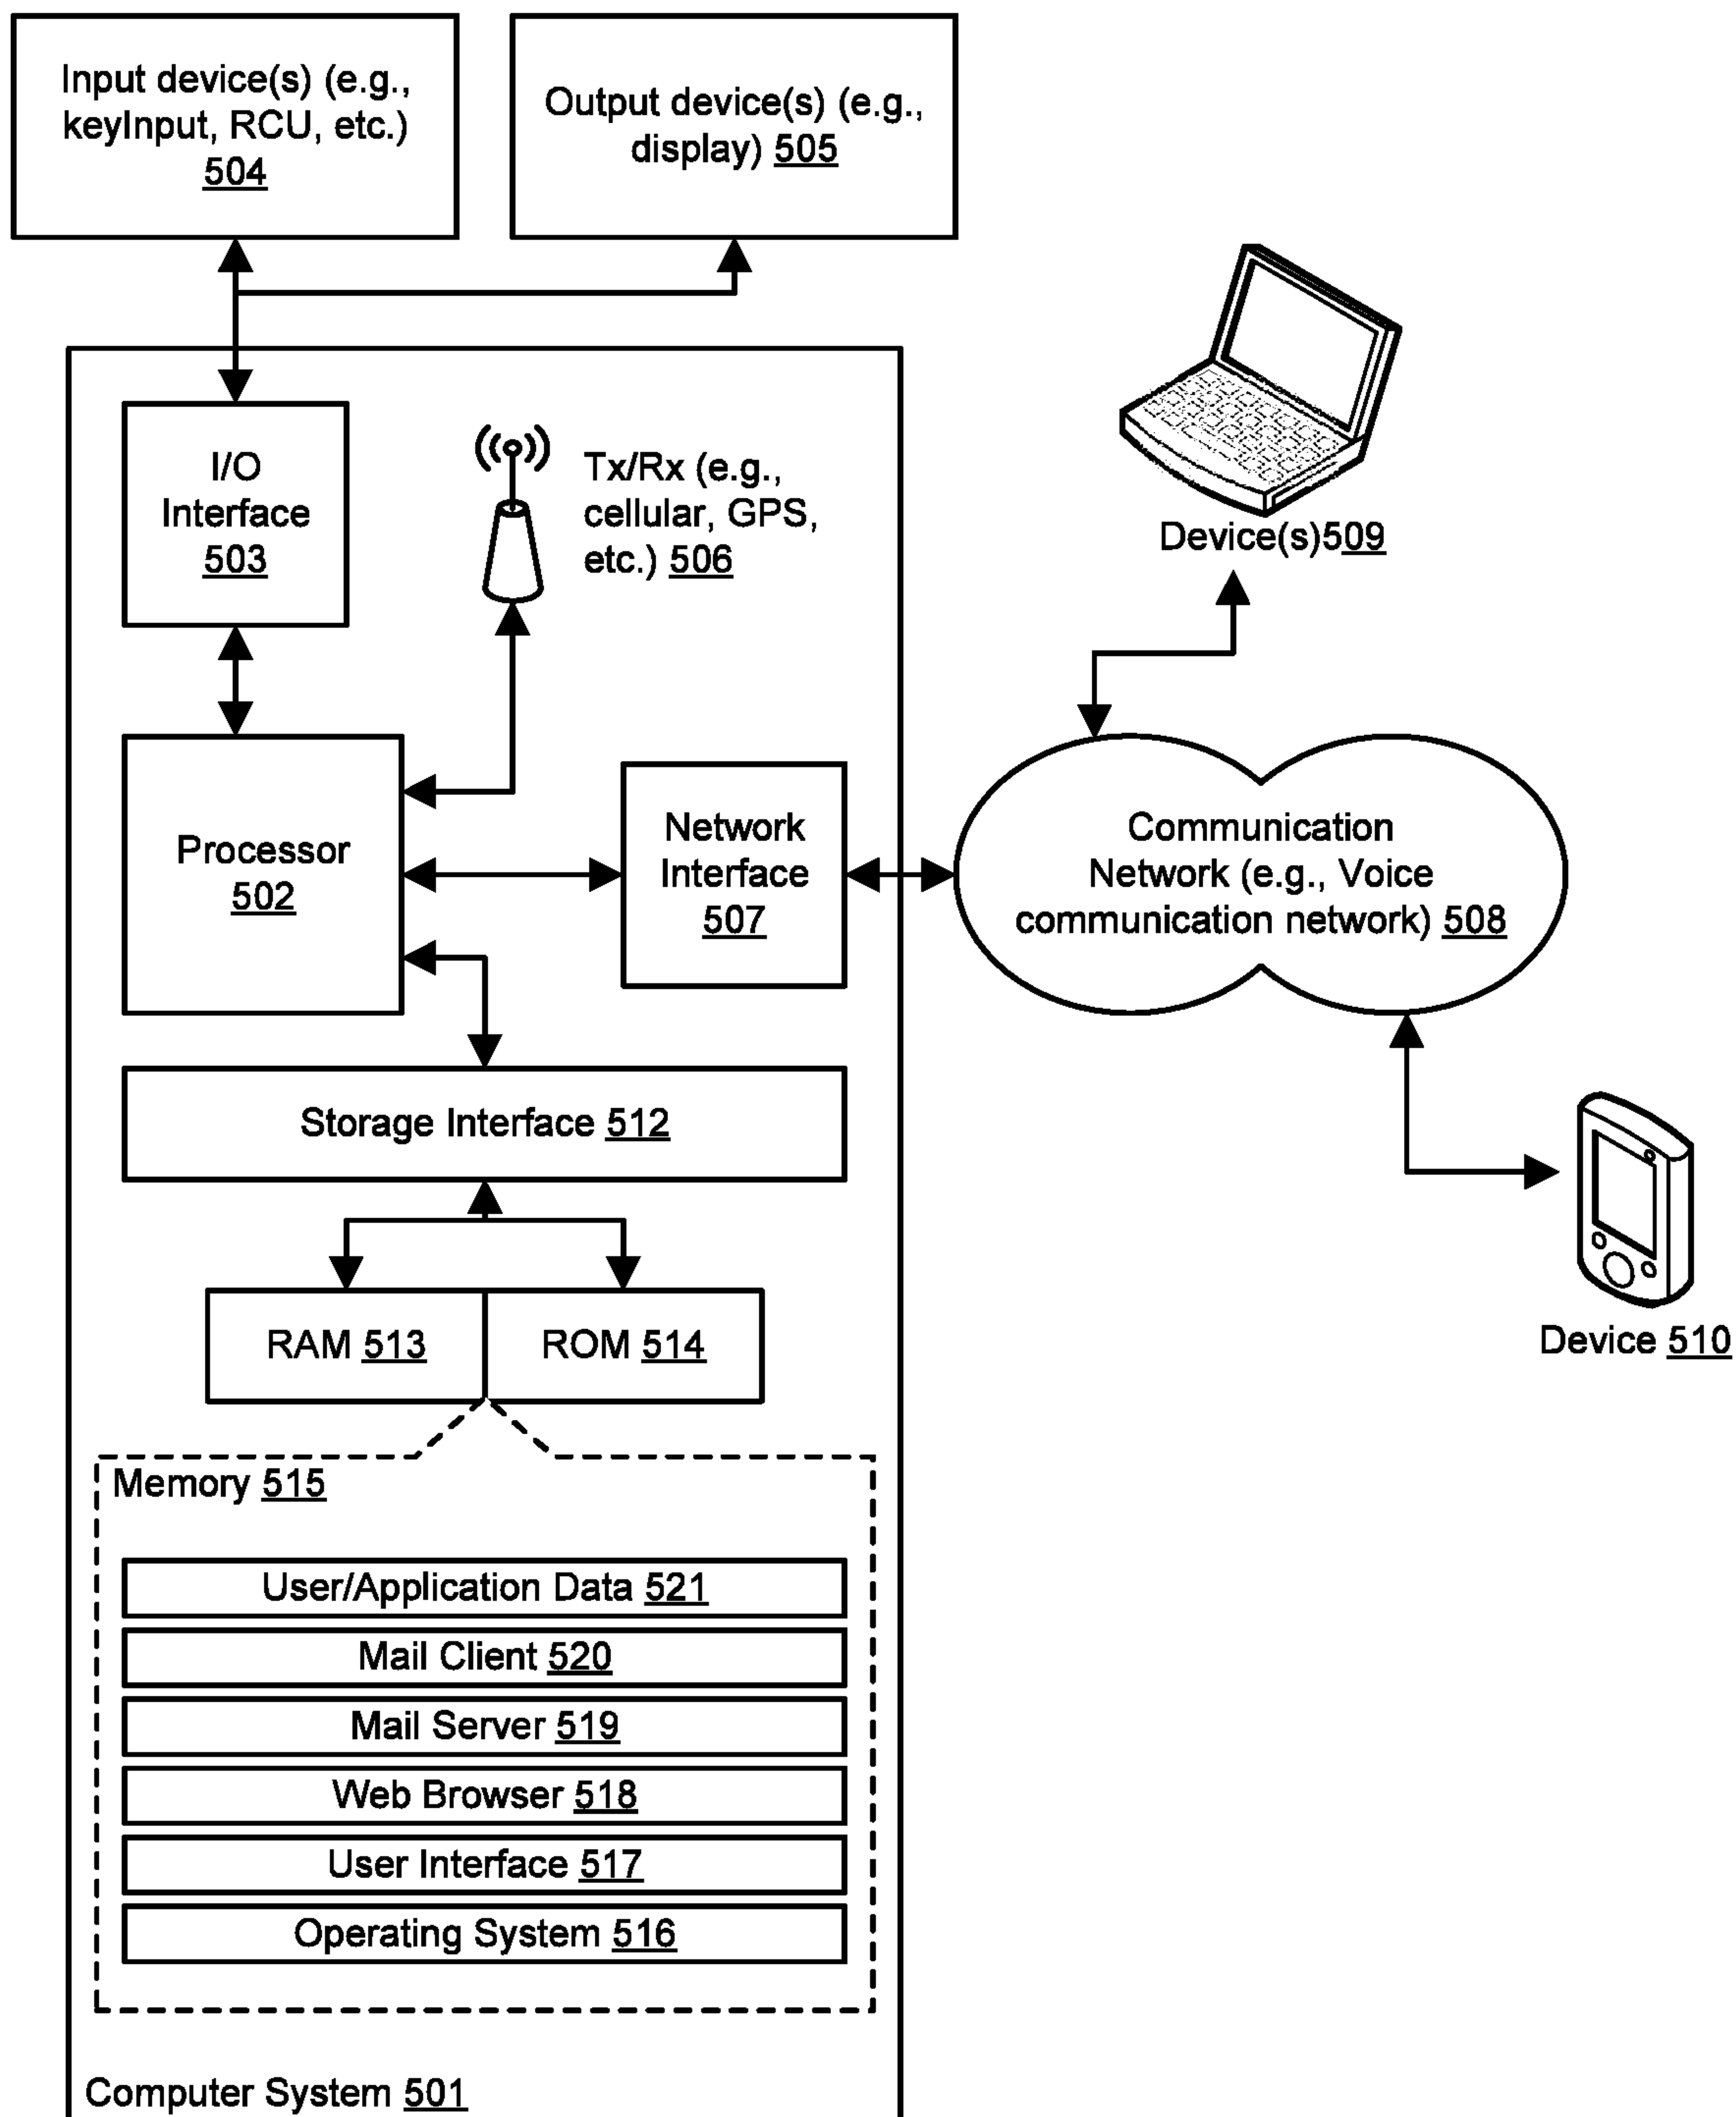 Input device(s) (e.g.,
keyInput, RCU, etc.)
504
Output device(s) (e.g.,
display) 505
I/O
Interface
503
Tx/Rx (e.g.,
cellular, GPS,
etc.) 506
Device(s)509
Processor
502
Network
Interface
507
Communication
Network (e.g., Voice
communication network) 508
Storage Interface 512
RAM 513
ROM 514
Device 510
Memory 515
User/Application Data 521
Mail Client 520
Mail Server 519
Web Browser 518
User Interface 517
Operating System 516
Computer System 501